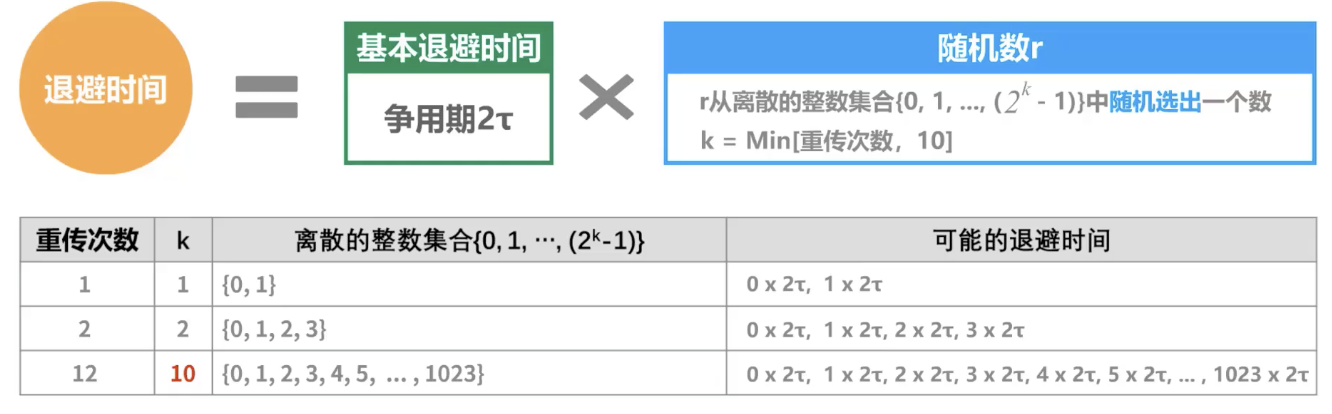 退避时间 = 基本退避时间 × 随机数r
争用期2τ
r从离散的整数集合{0, 1, ..., (2^k - 1)}中随机选出一个数
k = Min[重传次数，10]
重传次数 k 离散的整数集合{0, 1, ⋯, (2^k-1)} 可能的退避时间
1 1 {0, 1} 0 x 2τ, 1 x 2τ
2 2 {0, 1, 2, 3} 0 x 2τ, 1 x 2τ, 2 x 2τ, 3 x 2τ
12 10 {0, 1, 2, 3, 4, 5, ... , 1023} 0 x 2τ, 1 x 2τ, 2 x 2τ, 3 x 2τ, 4 x 2τ, 5 x 2τ, ... , 1023 x 2τ